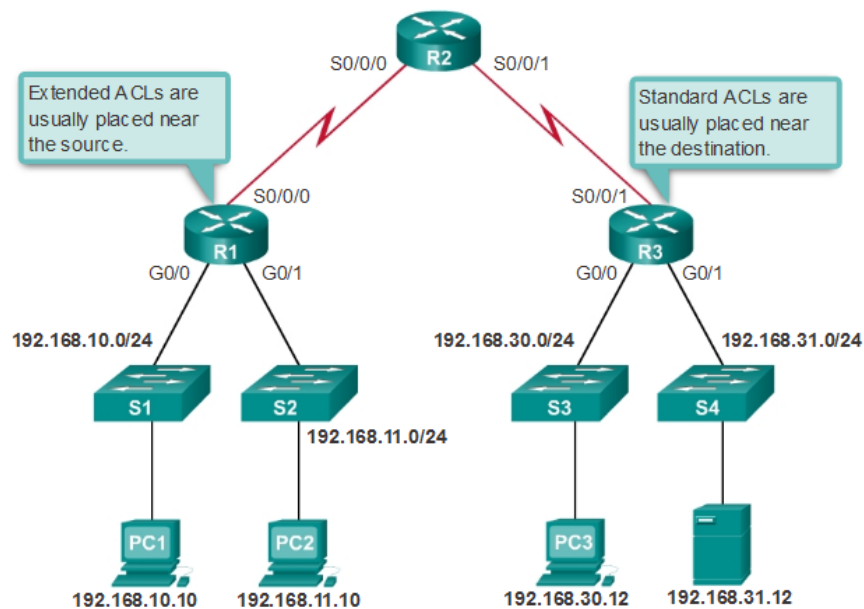 R2
S0/0/0
S0/0/1
Extended ACLs are
usually placed near
the source.
Standard ACLs are
usually placed near
the destination.
S0/0/0
S0/0/1
R1
R3
G0/0
G0/1
G0/0
G0/1
192.168.10.0/24
192.168.30.0/24
192.168.31.0/24
S1
S2
S3
S4
192.168.11.0/24
PC1
PC2
PC3
192.168.10.10
192.168.11.10
192.168.30.12
192.168.31.12